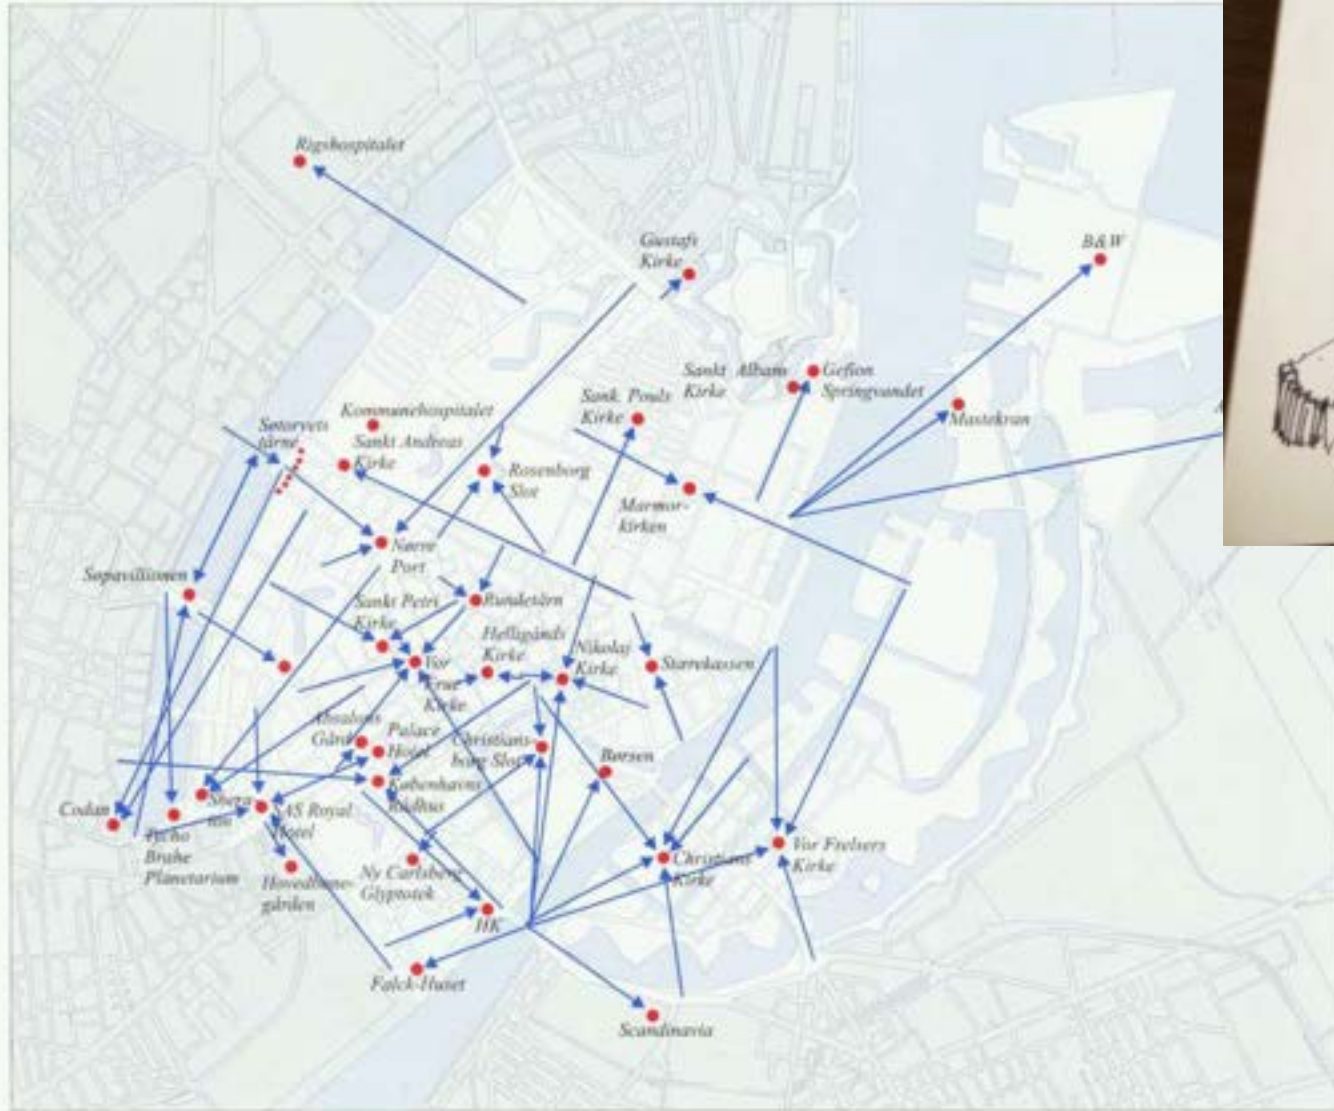 Rigshospitalet
Gustafs
Kirke
B&W
Sankt Albans
Kirke
Gefion
Springvandet
Sank. Pouls
Kirke
Mastekran
Kommunehospitalet
Søtorvets
tårne
Sankt Andreas
Kirke
Rosenborg
Slot
Marmor-
kirken
Nørre
Port
Søpavillionen
Sankt Petri
Kirke
Rundetårn
Helligånds
Kirke
Nikolaj
Kirke
Stærekassen
Vor
Frue
Kirke
Absalons
Gård
Palace
Hotel
Christians-
borg Slot
Børsen
Københavns
Rådhus
Codan
Shera
ton
SAS Royal
Hotel
Tycho
Brahe
Planetarium
Hovedbane-
gården
Ny Carlsberg
Glyptotek
Christians
Kirke
Vor Frelsers
Kirke
HK
Falck-Huset
Scandinavia